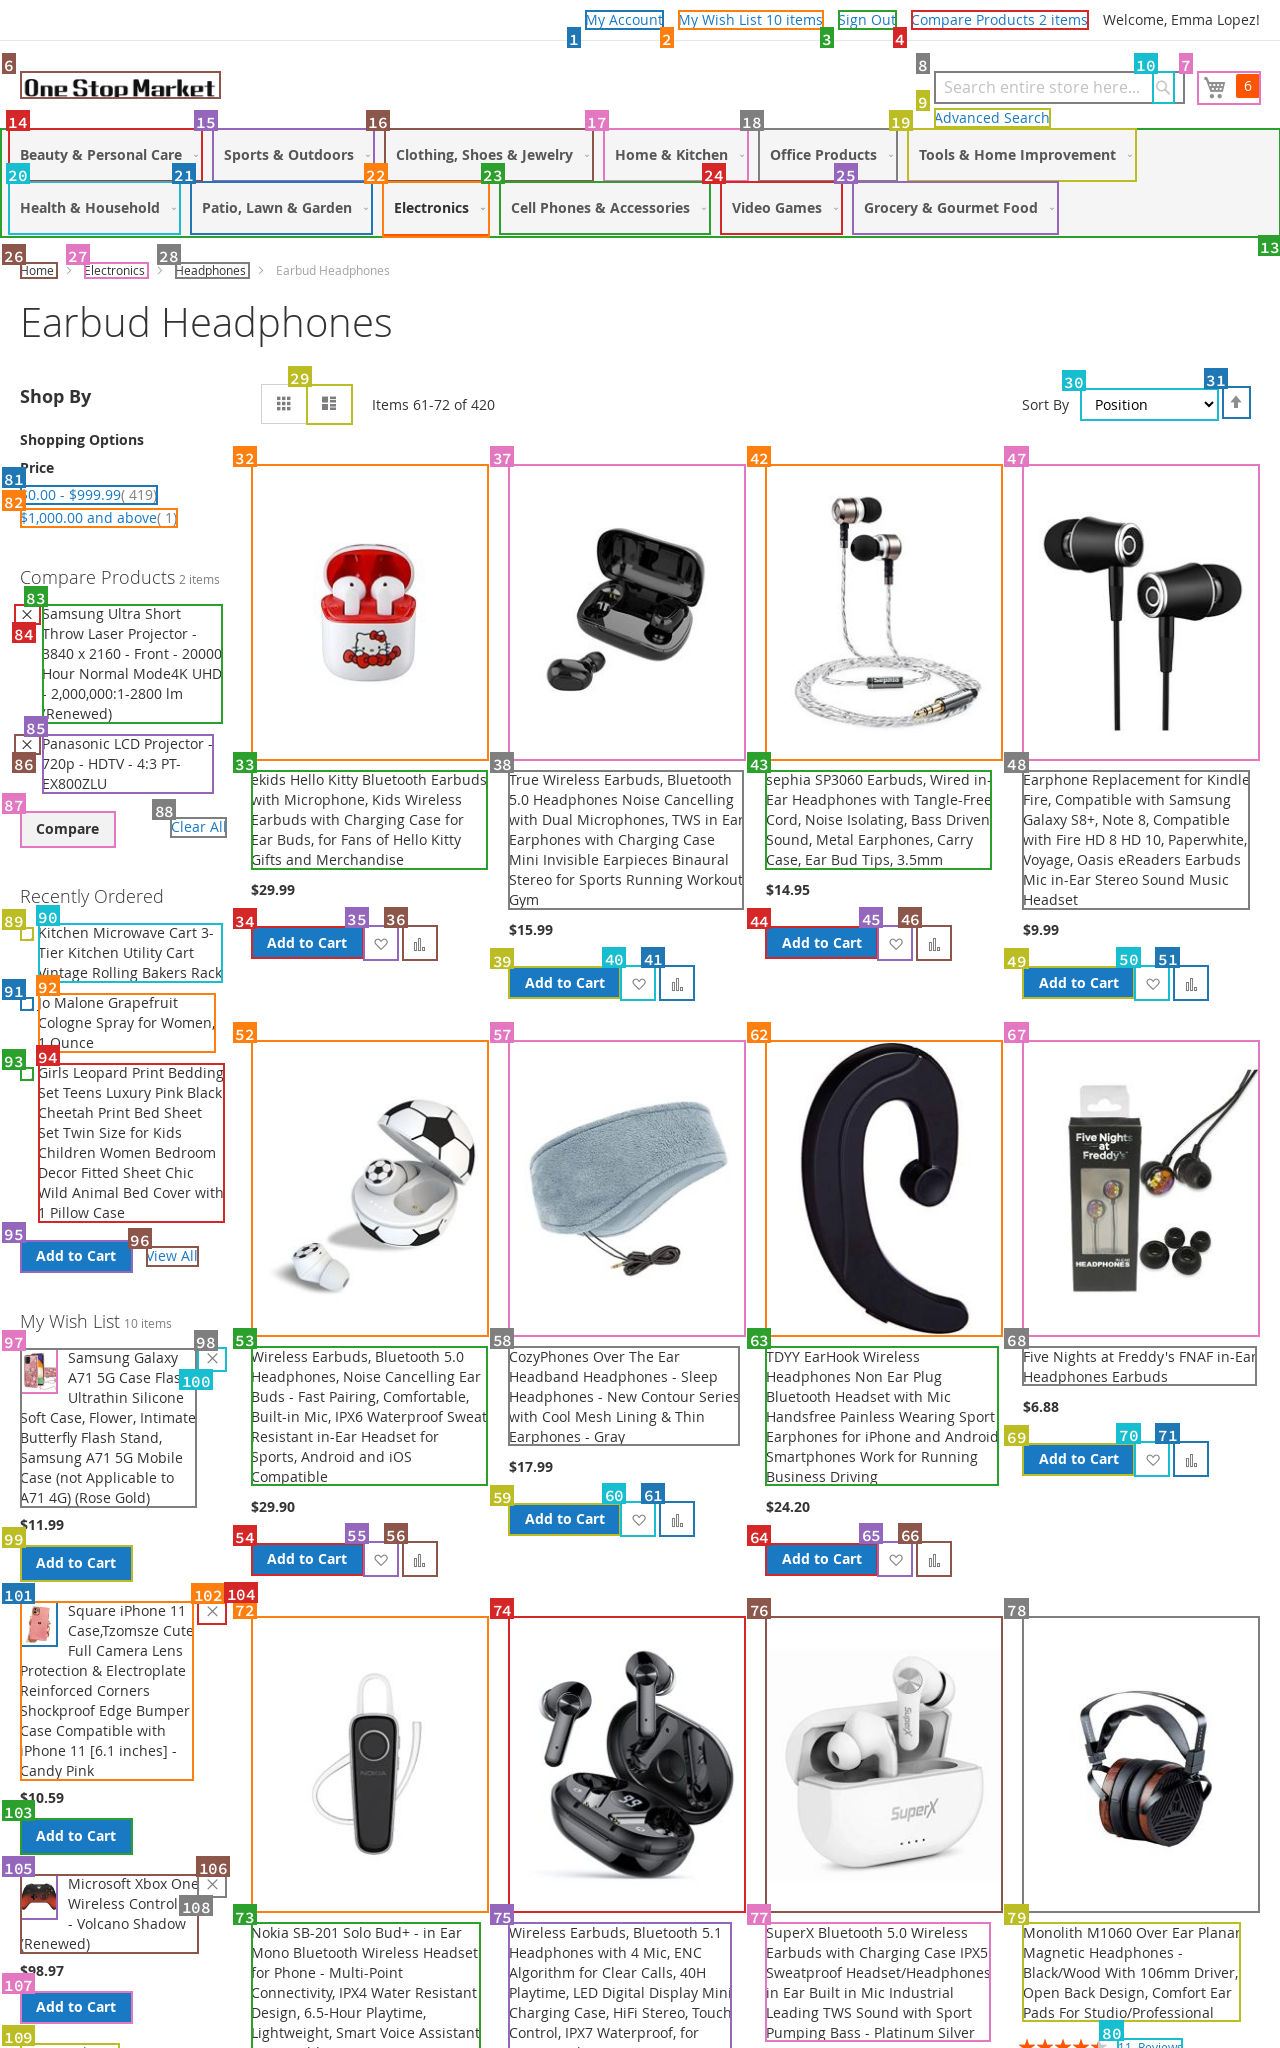 My Account My Wish List 10 items Sign Out Compare Products 2 items Welcome, Emma Lopez!
1 2 3 4
6 One Stop Market 8 Search entire store here... 10 7 6
9 Advanced Search
14 15 16 17 18 19
Beauty & Personal Care Sports & Outdoors Clothing, Shoes & Jewelry Home & Kitchen Office Products Tools & Home Improvement
20 21 22 23 24 25
Health & Household Patio, Lawn & Garden Electronics Cell Phones & Accessories Video Games Grocery & Gourmet Food
26 27 28 13
Home Electronics Headphones Earbud Headphones
Earbud Headphones
29 30 31
Shop By
Items 61-72 of 420 Sort By Position
Shopping Options
Price
81 $0.00 - $999.99( 419)
82 $1,000.00 and above( 1)
Compare Products 2 items
83 84
Samsung Ultra Short
Throw Laser Projector -
3840 x 2160 - Front - 20000
Hour Normal Mode4K UHD
- 2,000,000:1-2800 lm
(Renewed)
85 86
Panasonic LCD Projector -
720p - HDTV - 4:3 PT-
EX800ZLU
87 88
Compare Clear All
Recently Ordered
89 90
Kitchen Microwave Cart 3-
Tier Kitchen Utility Cart
Vintage Rolling Bakers Rack
91 92
Jo Malone Grapefruit
Cologne Spray for Women,
1 Ounce
93 94
Girls Leopard Print Bedding
Set Teens Luxury Pink Black
Cheetah Print Bed Sheet
Set Twin Size for Kids
Children Women Bedroom
Decor Fitted Sheet Chic
Wild Animal Bed Cover with
1 Pillow Case
95 96
Add to Cart View All
My Wish List 10 items
97 98 100
Samsung Galaxy
A71 5G Case Flash
Ultrathin Silicone
Soft Case, Flower, Intimate
Butterfly Flash Stand,
Samsung A71 5G Mobile
Case (not Applicable to
A71 4G) (Rose Gold)
$11.99
99
Add to Cart
101 102 104
Square iPhone 11
Case,Tzomsze Cute
Full Camera Lens
Protection & Electroplate
Reinforced Corners
Shockproof Edge Bumper
Case Compatible with
iPhone 11 [6.1 inches] -
Candy Pink
$10.59
103
Add to Cart
105 106 108
Microsoft Xbox One
Wireless Control
- Volcano Shadow
(Renewed)
$98.97
107
Add to Cart
109
32 37 42 47
33
ekids Hello Kitty Bluetooth Earbuds
with Microphone, Kids Wireless
Earbuds with Charging Case for
Ear Buds, for Fans of Hello Kitty
Gifts and Merchandise
$29.99
34 35 36
Add to Cart
38
True Wireless Earbuds, Bluetooth
5.0 Headphones Noise Cancelling
with Dual Microphones, TWS in Ear
Earphones with Charging Case
Mini Invisible Earpieces Binaural
Stereo for Sports Running Workout
Gym
$15.99
39 40 41
Add to Cart
43
sephia SP3060 Earbuds, Wired in-
Ear Headphones with Tangle-Free
Cord, Noise Isolating, Bass Driven
Sound, Metal Earphones, Carry
Case, Ear Bud Tips, 3.5mm
$14.95
44 45 46
Add to Cart
48
Earphone Replacement for Kindle
Fire, Compatible with Samsung
Galaxy S8+, Note 8, Compatible
with Fire HD 8 HD 10, Paperwhite,
Voyage, Oasis eReaders Earbuds
Mic in-Ear Stereo Sound Music
Headset
$9.99
49 50 51
Add to Cart
52 57 62 67
Five Nights
at
Freddy's
HEADPHONES
53
Wireless Earbuds, Bluetooth 5.0
Headphones, Noise Cancelling Ear
Buds - Fast Pairing, Comfortable,
Built-in Mic, IPX6 Waterproof Sweat
Resistant in-Ear Headset for
Sports, Android and iOS
Compatible
$29.90
54 55 56
Add to Cart
58
CozyPhones Over The Ear
Headband Headphones - Sleep
Headphones - New Contour Series
with Cool Mesh Lining & Thin
Earphones - Gray
$17.99
59 60 61
Add to Cart
63
TDYY EarHook Wireless
Headphones Non Ear Plug
Bluetooth Headset with Mic
Handsfree Painless Wearing Sport
Earphones for iPhone and Android
Smartphones Work for Running
Business Driving
$24.20
64 65 66
Add to Cart
68
Five Nights at Freddy's FNAF in-Ear
Headphones Earbuds
$6.88
69 70 71
Add to Cart
72 74 76 78
NOKIA
99
SuperX
SuperX
73
Nokia SB-201 Solo Bud+ - in Ear
Mono Bluetooth Wireless Headset
for Phone - Multi-Point
Connectivity, IPX4 Water Resistant
Design, 6.5-Hour Playtime,
Lightweight, Smart Voice Assistant
75
Wireless Earbuds, Bluetooth 5.1
Headphones with 4 Mic, ENC
Algorithm for Clear Calls, 40H
Playtime, LED Digital Display Mini
Charging Case, HiFi Stereo, Touch
Control, IPX7 Waterproof, for
77
SuperX Bluetooth 5.0 Wireless
Earbuds with Charging Case IPX5
Sweatproof Headset/Headphones
in Ear Built in Mic Industrial
Leading TWS Sound with Sport
Pumping Bass - Platinum Silver
79
Monolith M1060 Over Ear Planar
Magnetic Headphones -
Black/Wood With 106mm Driver,
Open Back Design, Comfort Ear
Pads For Studio/Professional
80
11 Reviews